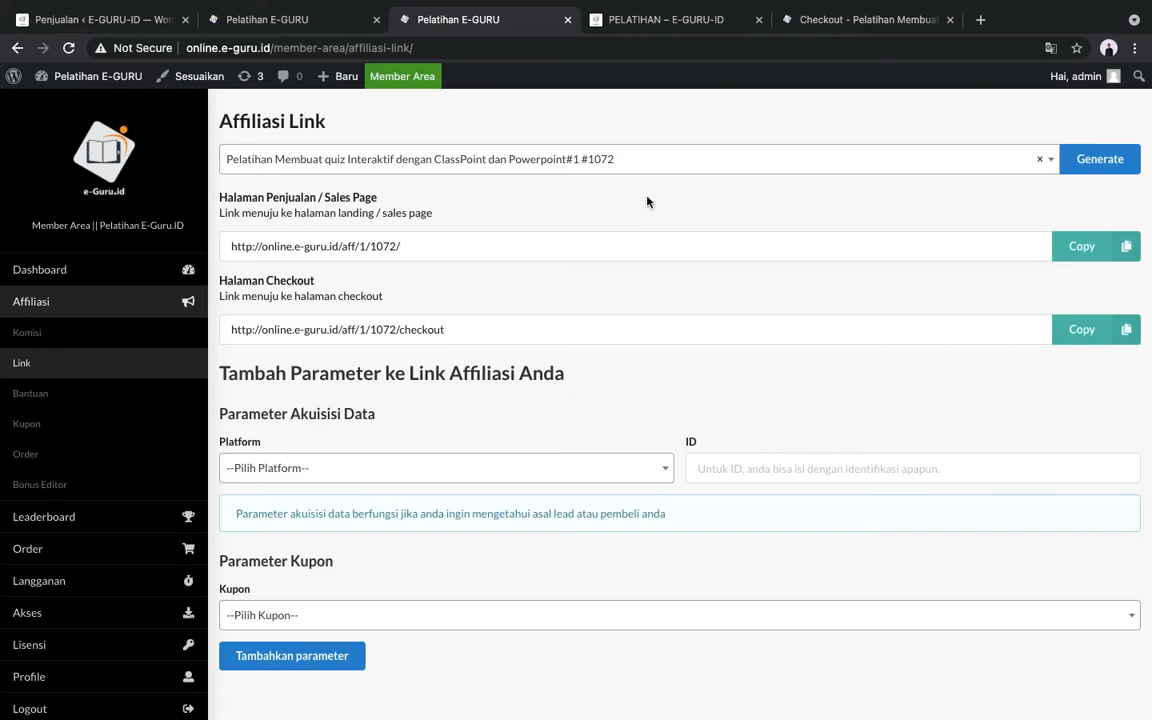 Penjualan ‹ E-GURU-ID — Wor
Pelatihan E-GURU
Pelatihan E-GURU
PELATIHAN – E-GURU-ID
Checkout - Pelatihan Membuat
Not Secure
online.e-guru.id/member-area/affiliasi-link/
Pelatihan E-GURU
Sesuaikan
3
0
Baru
Member Area
Hai, admin
e-Guru.id
Member Area || Pelatihan E-Guru.ID
Dashboard
Affiliasi
Komisi
Link
Bantuan
Kupon
Order
Bonus Editor
Leaderboard
Order
Langganan
Akses
Lisensi
Profile
Logout
Affiliasi Link
Pelatihan Membuat quiz Interaktif dengan ClassPoint dan Powerpoint#1 #1072
×
Generate
Halaman Penjualan / Sales Page
Link menuju ke halaman landing / sales page
http://online.e-guru.id/aff/1/1072/
Copy
Halaman Checkout
Link menuju ke halaman checkout
http://online.e-guru.id/aff/1/1072/checkout
Copy
Tambah Parameter ke Link Affiliasi Anda
Parameter Akuisisi Data
Platform
ID
--Pilih Platform--
Untuk ID, anda bisa isi dengan identifikasi apapun.
Parameter akuisisi data berfungsi jika anda ingin mengetahui asal lead atau pembeli anda
Parameter Kupon
Kupon
--Pilih Kupon--
Tambahkan parameter